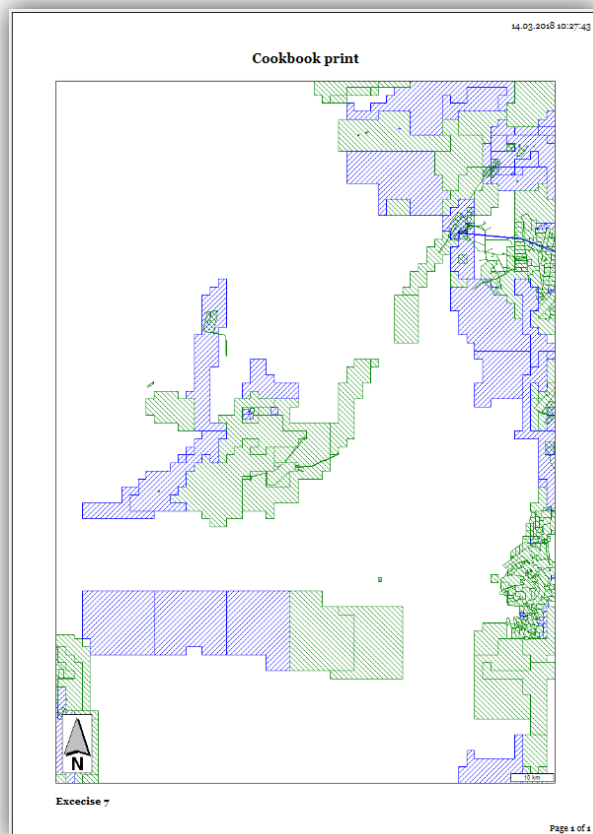 14.03.2018 10:27:43
Cookbook print
N
10 km
Excecise 7
Page 1 of 1